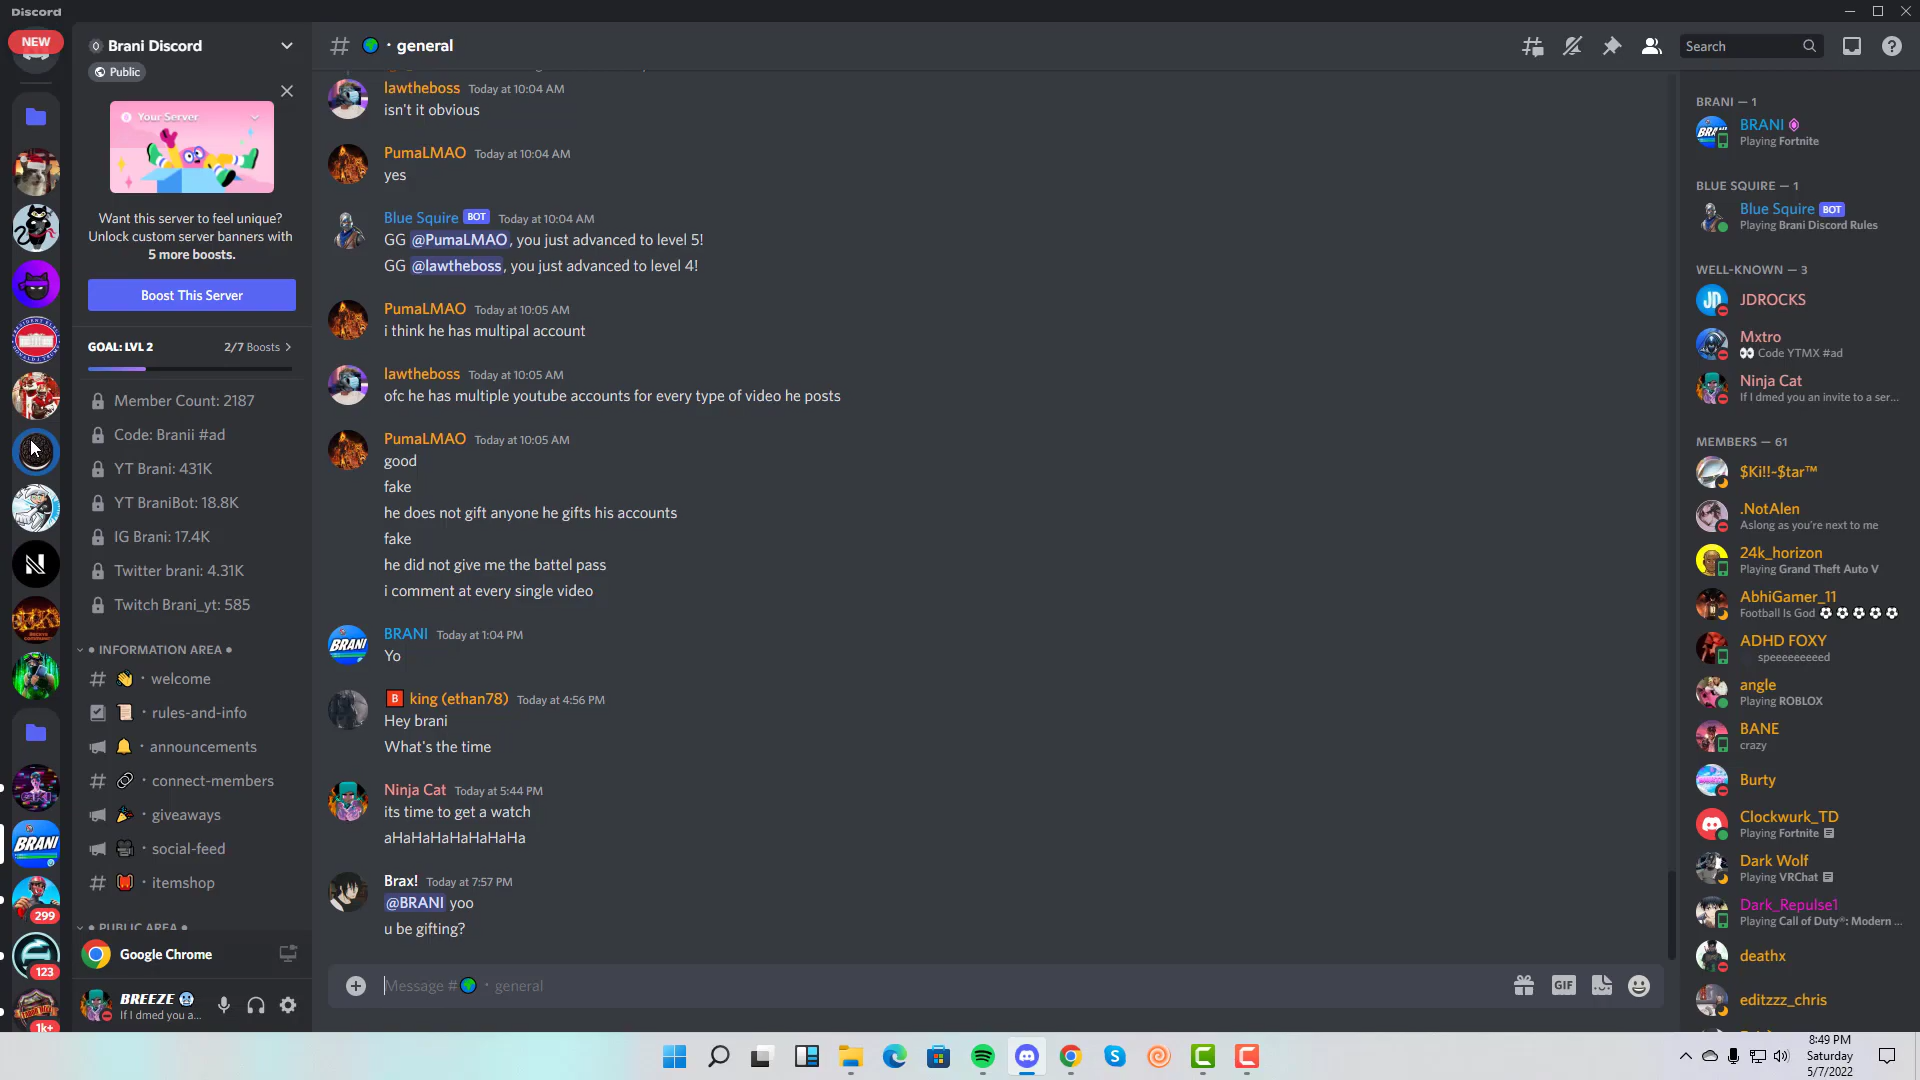 Discord
NEW
Brani Discord
Public
Your Server
Want this server to feel unique?
Unlock custom server banners with
5 more boosts.
Boost This Server
GOAL: LVL 2
2/7 Boosts
Member Count: 2187
Code: Branii #ad
YT Brani: 431K
YT BraniBot: 18.8K
IG Brani: 17.4K
Twitter brani: 4.31K
Twitch Brani_yt: 585
INFORMATION AREA
welcome
rules-and-info
announcements
connect-members
giveaways
social-feed
itemshop
PUBLIC AREA
BRANI
299
123
1k+
Google Chrome
BREEZE
If I dmed you a...
# 🌍 · general
Search
lawtheboss Today at 10:04 AM
isn't it obvious
PumaLMAO Today at 10:04 AM
yes
Blue Squire BOT Today at 10:04 AM
GG @PumaLMAO, you just advanced to level 5!
GG @lawtheboss, you just advanced to level 4!
PumaLMAO Today at 10:05 AM
i think he has multipal account
lawtheboss Today at 10:05 AM
ofc he has multiple youtube accounts for every type of video he posts
PumaLMAO Today at 10:05 AM
good
fake
he does not gift anyone he gifts his accounts
fake
he did not give me the battel pass
i comment at every single video
BRANI Today at 1:04 PM
BRANI
Yo
B king (ethan78) Today at 4:56 PM
Hey brani
What's the time
Ninja Cat Today at 5:44 PM
its time to get a watch
aHaHaHaHaHaHaHa
Brax! Today at 7:57 PM
@BRANI yoo
u be gifting?
Message #🌍 · general
GIF
BRANI — 1
BRANI
Playing Fortnite
BLUE SQUIRE — 1
Blue Squire BOT
Playing Brani Discord Rules
WELL-KNOWN — 3
JD
JDROCKS
Mxtro
👀 Code YTMX #ad
Ninja Cat
If I dmed you an invite to a ser...
MEMBERS — 61
$Ki!!-$tar™
.NotAlen
Aslong as you're next to me
24k_horizon
Playing Grand Theft Auto V
AbhiGamer_11
Football Is God ⚽ ⚽ ⚽ ⚽ ⚽
ADHD FOXY
speeeeeeeeed
angle
Playing ROBLOX
BANE
crazy
Burty
Clockwurk_TD
Playing Fortnite
Dark Wolf
Playing VRChat
Dark_Repulse1
Playing Call of Duty®: Modern ...
deathx
editzzz_chris
8:49 PM
Saturday
5/7/2022